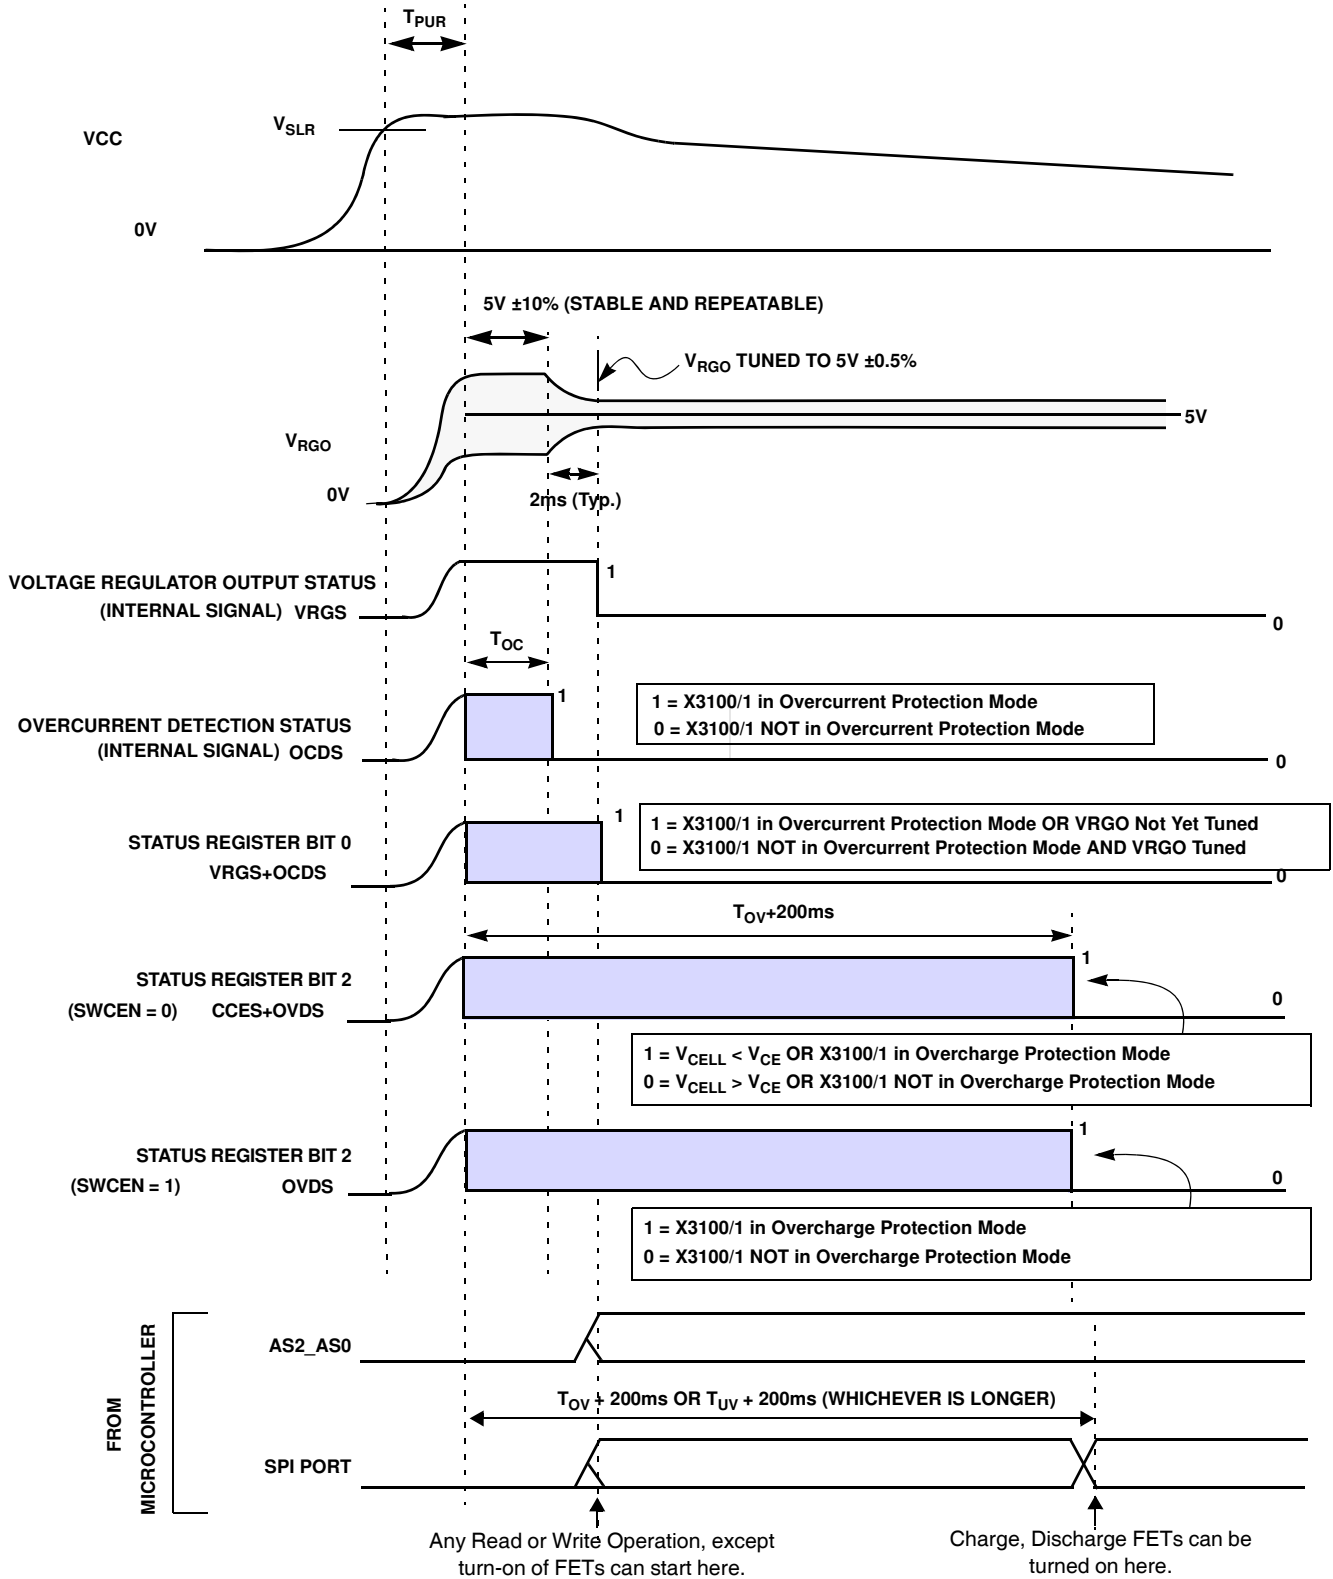 TPUR
VSLR
VCC
0V
5V ±10% (STABLE AND REPEATABLE)
VRGO TUNED TO 5V ±0.5%
5V
VRGO
0V
2ms (Typ.)
VOLTAGE REGULATOR OUTPUT STATUS
(INTERNAL SIGNAL) VRGS
1
0
TOC
OVERCURRENT DETECTION STATUS
(INTERNAL SIGNAL) OCDS
1
1 = X3100/1 in Overcurrent Protection Mode
0 = X3100/1 NOT in Overcurrent Protection Mode
0
STATUS REGISTER BIT 0
VRGS+OCDS
1
1 = X3100/1 in Overcurrent Protection Mode OR VRGO Not Yet Tuned
0 = X3100/1 NOT in Overcurrent Protection Mode AND VRGO Tuned
0
TOV+200ms
STATUS REGISTER BIT 2
(SWCEN = 0) CCES+OVDS
1
0
1 = VCELL < VCE OR X3100/1 in Overcharge Protection Mode
0 = VCELL > VCE OR X3100/1 NOT in Overcharge Protection Mode
STATUS REGISTER BIT 2
(SWCEN = 1) OVDS
1
0
1 = X3100/1 in Overcharge Protection Mode
0 = X3100/1 NOT in Overcharge Protection Mode
FROM
MICROCONTROLLER
AS2_AS0
TOV + 200ms OR TUV + 200ms (WHICHEVER IS LONGER)
SPI PORT
Any Read or Write Operation, except
turn-on of FETs can start here.
Charge, Discharge FETs can be
turned on here.